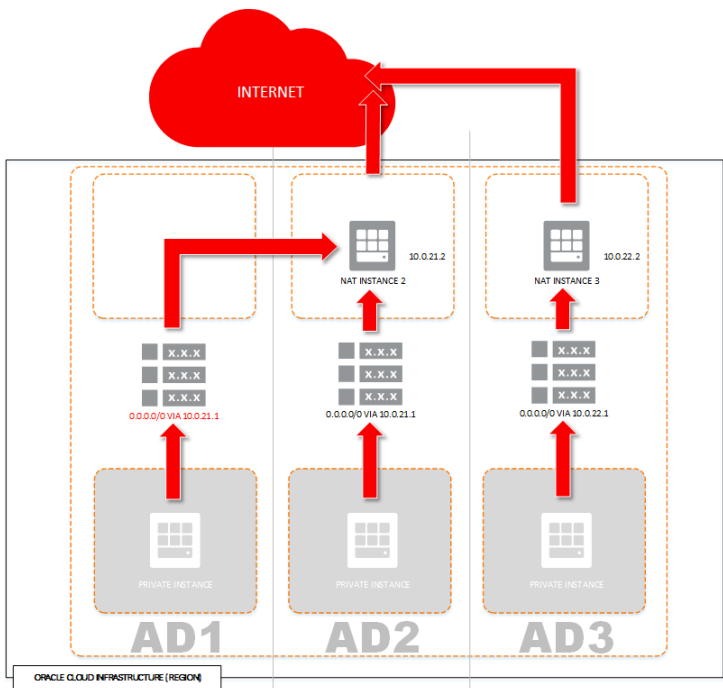 INTERNET
10.0.21.2
10.0.22.2
NAT INSTANCE 2
NAT INSTANCE 3
x.x.x
x.x.x
x.x.x
x.x.x
x.x.x
x.x.x
x.x.x
x.x.x
x.x.x
0.0.0.0/0 VIA 10.0.21.1
0.0.0.0/0 VIA 10.0.21.1
0.0.0.0/0 VIA 10.0.22.1
PRIVATE INSTANCE
PRIVATE INSTANCE
PRIVATE INSTANCE
AD1
AD2
AD3
ORACLE CLOUD INFRASTRUCTURE (REGION)